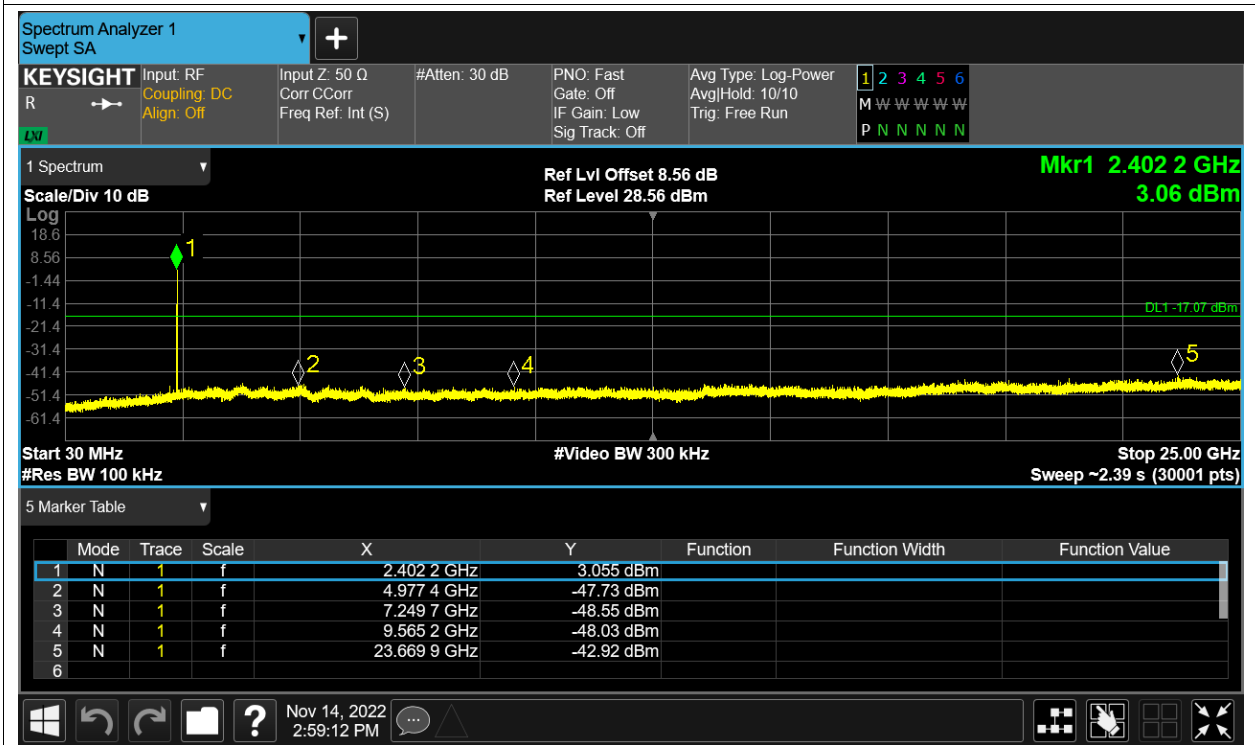 Spectrum Analyzer 1
Swept SA
KEYSIGHT
R
LXI
Input: RF
Coupling: DC
Align: Off
Input Z: 50 Ω
Corr CCorr
Freq Ref: Int (S)
#Atten: 30 dB
PNO: Fast
Gate: Off
IF Gain: Low
Sig Track: Off
Avg Type: Log-Power
Avg|Hold: 10/10
Trig: Free Run
1 2 3 4 5 6
M W W W W W
P N N N N N
1 Spectrum
Scale/Div 10 dB
Ref Lvl Offset 8.56 dB
Ref Level 28.56 dBm
Mkr1 2.402 2 GHz
3.06 dBm
Log
18.6
8.56
-1.44
-11.4
-21.4
-31.4
-41.4
-51.4
-61.4
1
2
3
4
5
DL1 -17.07 dBm
Start 30 MHz
#Video BW 300 kHz
Stop 25.00 GHz
#Res BW 100 kHz
Sweep ~2.39 s (30001 pts)
5 Marker Table
Mode Trace Scale X Y Function Function Width Function Value
1 N 1 f 2.402 2 GHz 3.055 dBm
2 N 1 f 4.977 4 GHz -47.73 dBm
3 N 1 f 7.249 7 GHz -48.55 dBm
4 N 1 f 9.565 2 GHz -48.03 dBm
5 N 1 f 23.669 9 GHz -42.92 dBm
6
?
Nov 14, 2022
2:59:12 PM